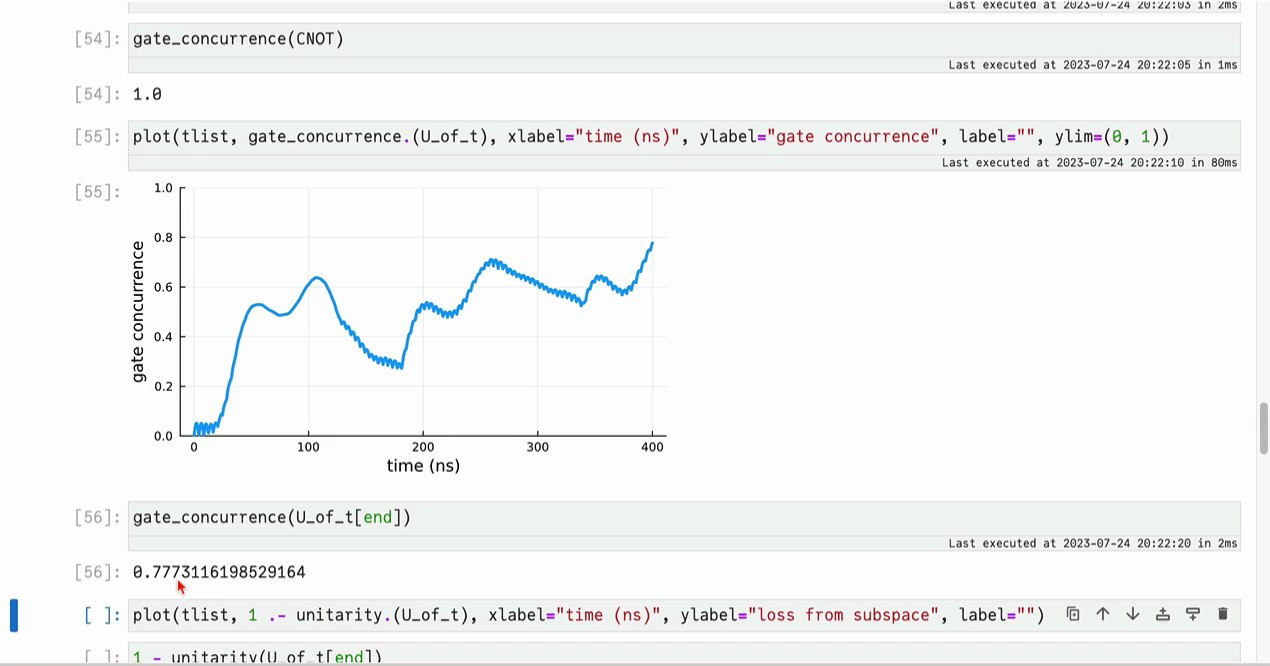 Last executed at 2023-07-24 20:22:03 in 2ms
[54]: gate_concurrence(CNOT)
Last executed at 2023-07-24 20:22:05 in 1ms
[54]: 1.0
[55]: plot(tlist, gate_concurrence.(U_of_t), xlabel="time (ns)", ylabel="gate concurrence", label="", ylim=(0, 1))
Last executed at 2023-07-24 20:22:10 in 80ms
[55]:
1.0
0.8
0.6
0.4
0.2
0.0
gate concurrence
0 100 200 300 400
time (ns)
[56]: gate_concurrence(U_of_t[end])
Last executed at 2023-07-24 20:22:20 in 2ms
[56]: 0.7773116198529164
[ ]: plot(tlist, 1 .- unitarity.(U_of_t), xlabel="time (ns)", ylabel="loss from subspace", label="")
[ ]: 1 - unitarity(U_of_t[end])